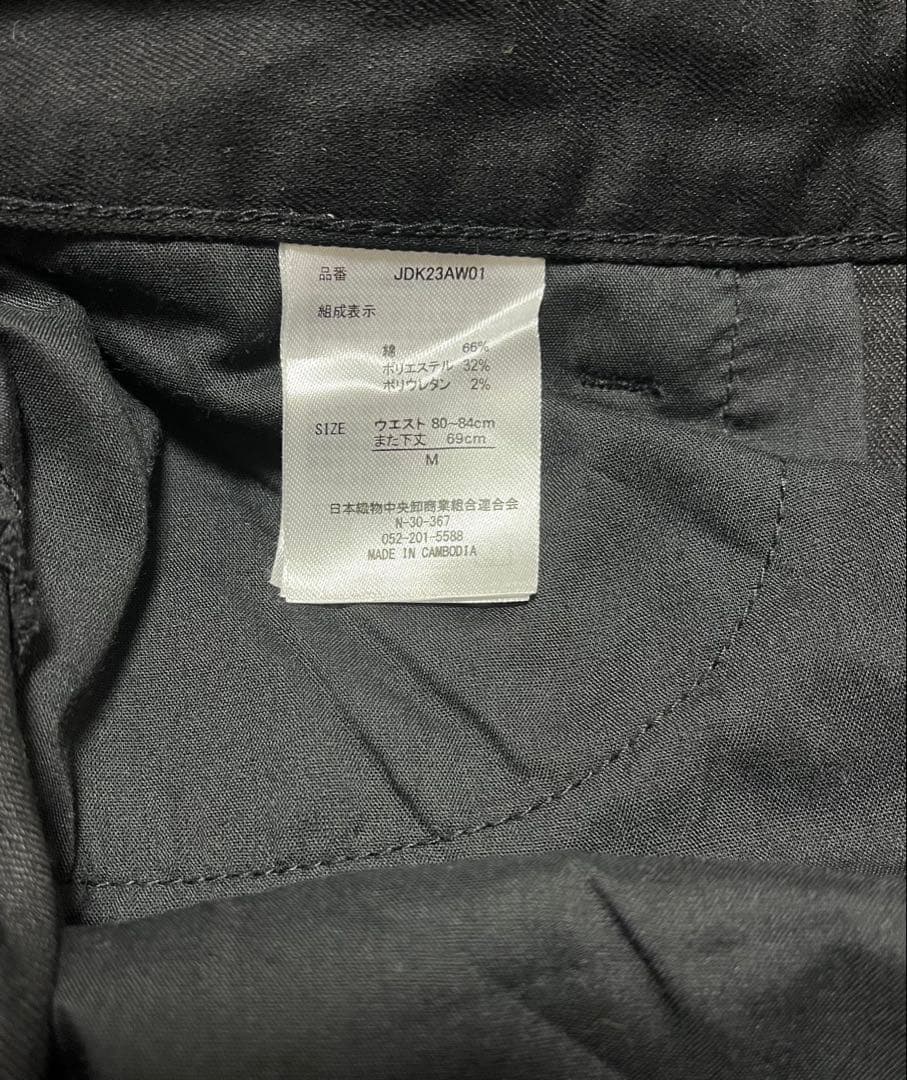 品番 JDK23AW01
組成表示
綿 66%
ポリエステル 32%
ポリウレタン 2%
SIZE ウエスト 80~84cm
また下丈 69cm
M
日本織物中央卸商業組合連合会
N-30-367
052-201-5588
MADE IN CAMBODIA